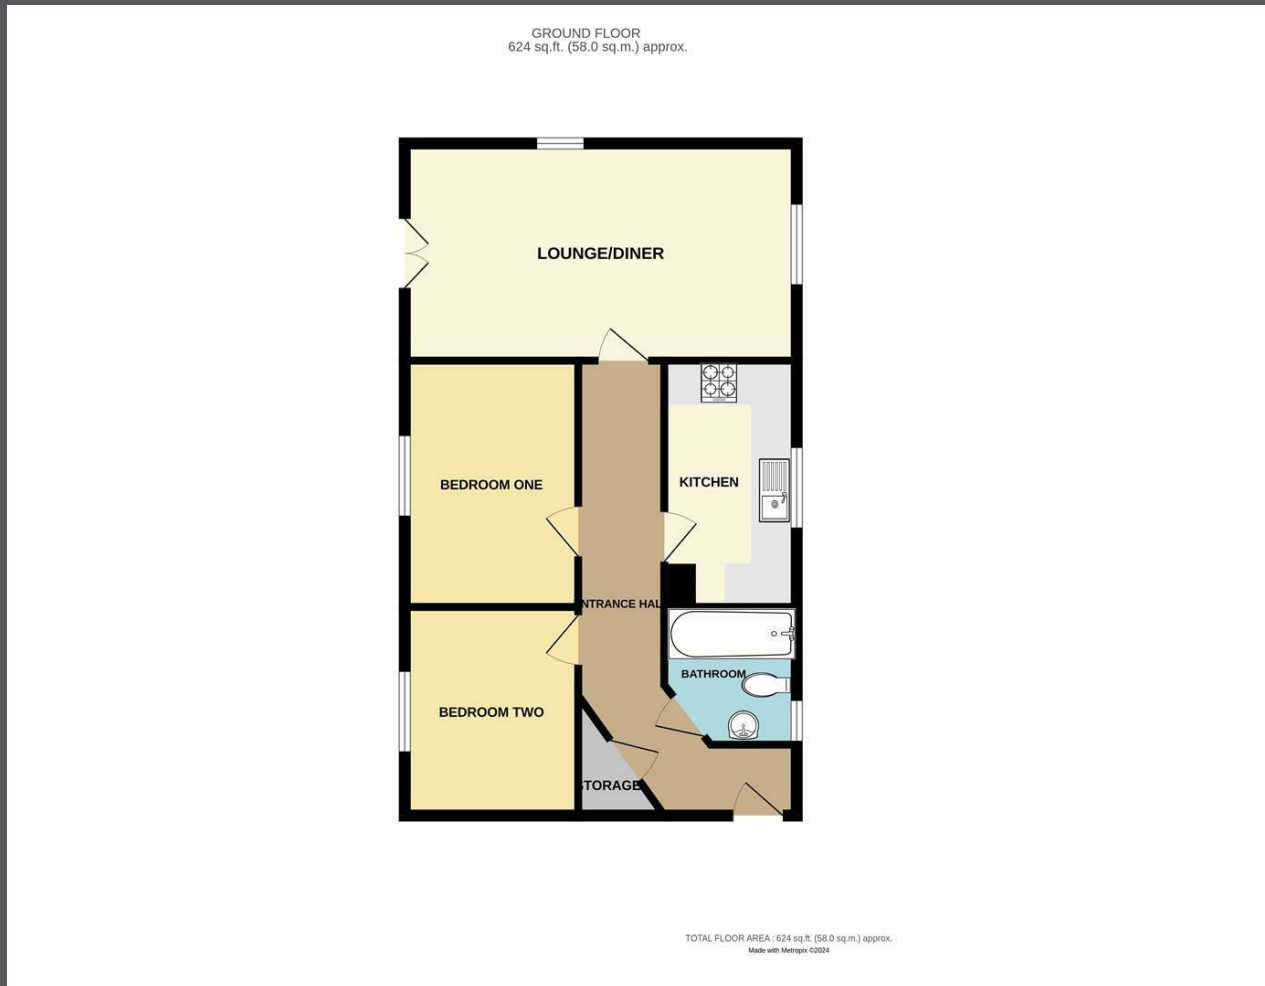 GROUND FLOOR
624 sq.ft. (58.0 sq.m.) approx.
LOUNGE/DINER
BEDROOM ONE
KITCHEN
NTRANCE HAL
BATHROOM
BEDROOM TWO
STORAGE
TOTAL FLOOR AREA : 624 sq.ft. (58.0 sq.m.) approx.
Made with Metropix ©2024